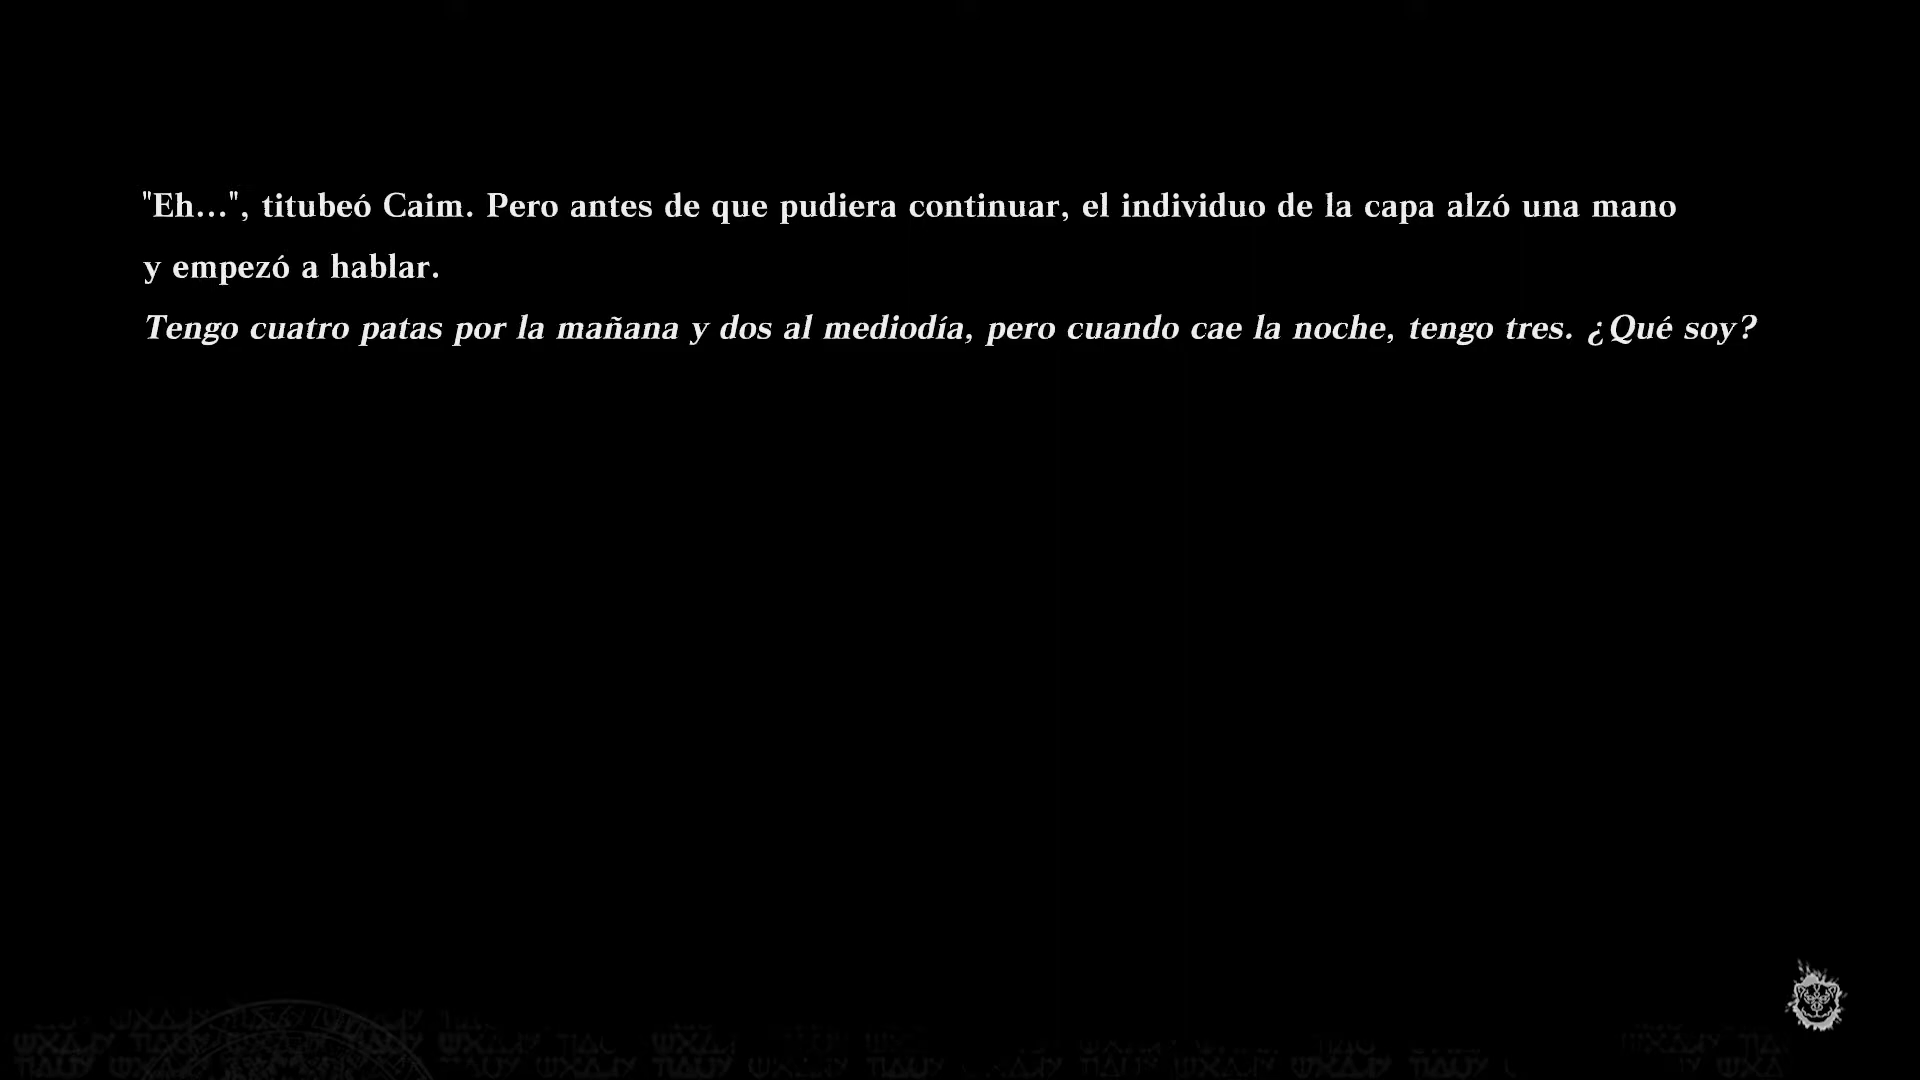 "Eh...", titubeó Caim. Pero antes de que pudiera continuar, el individuo de la capa alzó una mano
y empezó a hablar.
Tengo cuatro patas por la mañana y dos al mediodía, pero cuando cae la noche, tengo tres. ¿Qué soy?